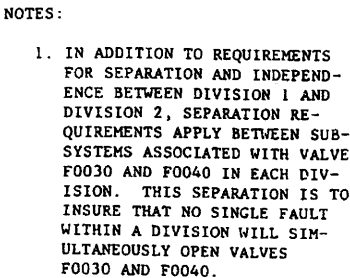 NOTES:
1. IN ADDITION TO REQUIREMENTS
FOR SEPARATION AND INDEPEND-
ENCE BETWEEN DIVISION 1 AND
DIVISION 2, SEPARATION RE-
QUIREMENTS APPLY BETWEEN SUB-
SYSTEMS ASSOCIATED WITH VALVE
F0030 AND F0040 IN EACH DIV-
ISION. THIS SEPARATION IS TO
INSURE THAT NO SINGLE FAULT
WITHIN A DIVISION WILL SIM-
ULTANEOUSLY OPEN VALVES
F0030 AND F0040.